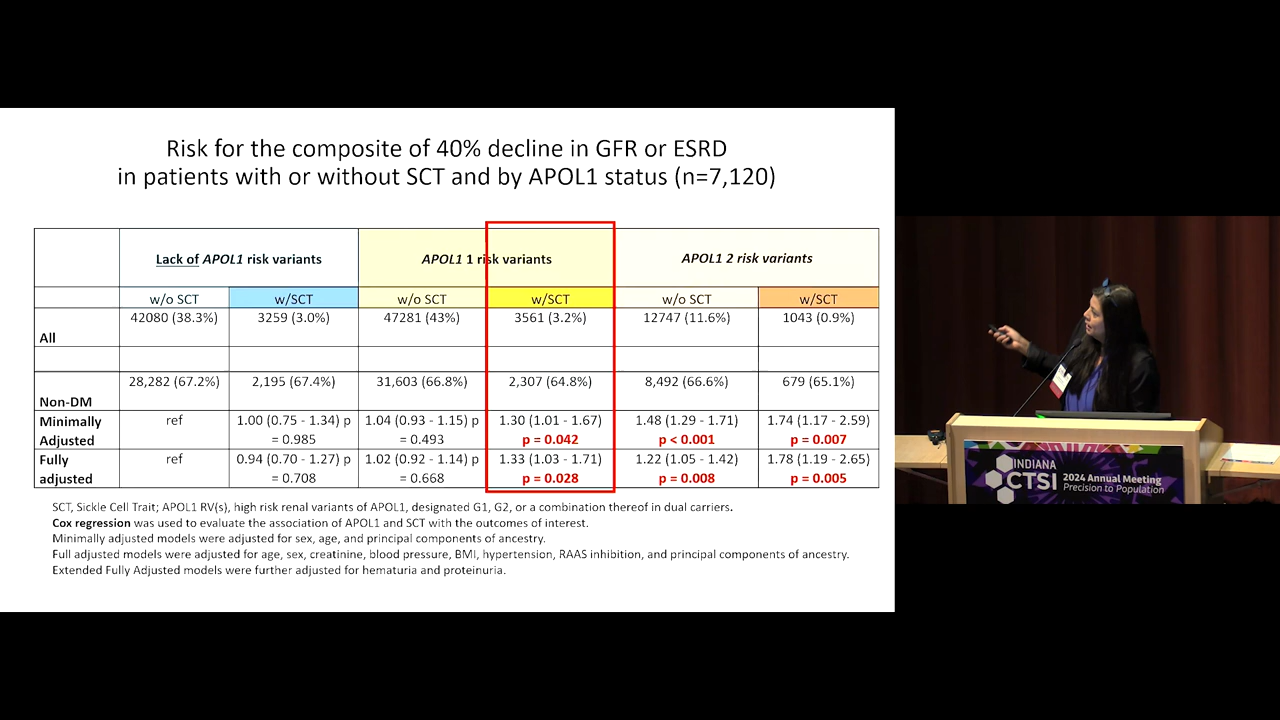 Risk for the composite of 40% decline in GFR or ESRD
in patients with or without SCT and by APOL1 status (n=7,120)
Lack of APOL1 risk variants
APOL1 1 risk variants
APOL1 2 risk variants
w/o SCT
w/SCT
w/o SCT
w/SCT
w/o SCT
w/SCT
All
42080 (38.3%)
3259 (3.0%)
47281 (43%)
3561 (3.2%)
12747 (11.6%)
1043 (0.9%)
Non-DM
28,282 (67.2%)
2,195 (67.4%)
31,603 (66.8%)
2,307 (64.8%)
8,492 (66.6%)
679 (65.1%)
Minimally
Adjusted
ref
1.00 (0.75 - 1.34) p
= 0.985
1.04 (0.93 - 1.15) p
= 0.493
1.30 (1.01 - 1.67)
p = 0.042
1.48 (1.29 - 1.71)
p < 0.001
1.74 (1.17 - 2.59)
p = 0.007
Fully
adjusted
ref
0.94 (0.70 - 1.27) p
= 0.708
1.02 (0.92 - 1.14) p
= 0.668
1.33 (1.03 - 1.71)
p = 0.028
1.22 (1.05 - 1.42)
p = 0.008
1.78 (1.19 - 2.65)
p = 0.005
SCT, Sickle Cell Trait; APOL1 RV(s), high risk renal variants of APOL1, designated G1, G2, or a combination thereof in dual carriers.
Cox regression was used to evaluate the association of APOL1 and SCT with the outcomes of interest.
Minimally adjusted models were adjusted for sex, age, and principal components of ancestry.
Full adjusted models were adjusted for age, sex, creatinine, blood pressure, BMI, hypertension, RAAS inhibition, and principal components of ancestry.
Extended Fully Adjusted models were further adjusted for hematuria and proteinuria.
INDIANA
CTSI
2024 Annual Meeting
Precision to Population